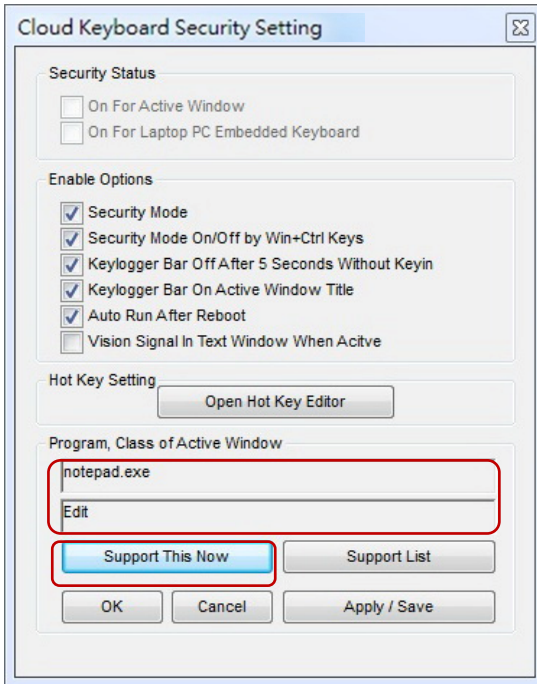 Cloud Keyboard Security Setting
Security Status
On For Active Window
On For Laptop PC Embedded Keyboard
Enable Options
Security Mode
Security Mode On/Off by Win+Ctrl Keys
Keylogger Bar Off After 5 Seconds Without Keyin
Keylogger Bar On Active Window Title
Auto Run After Reboot
Vision Signal In Text Window When Acitve
Hot Key Setting
Open Hot Key Editor
Program, Class of Active Window
notepad.exe
Edit
Support This Now Support List
OK Cancel Apply / Save